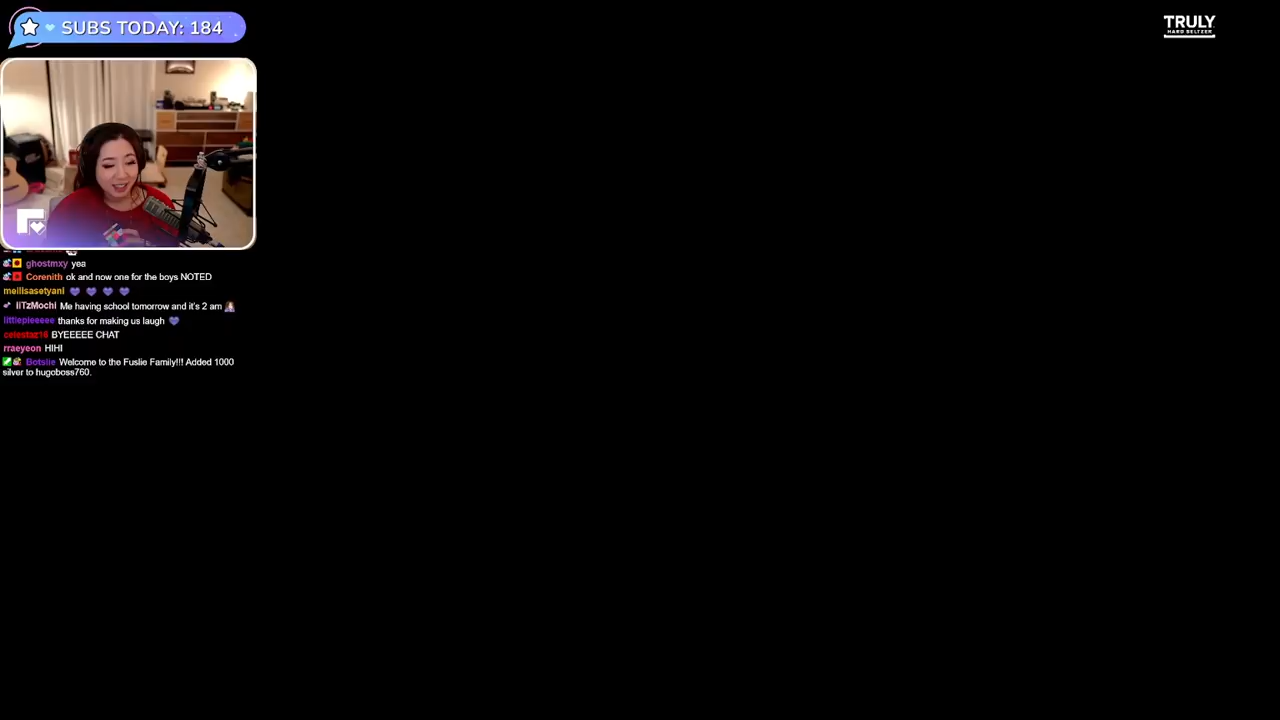 SUBS TODAY: 184
TRULY
HARD SELTZER
ghostmxy yea
Corenith ok and now one for the boys NOTED
meilisasetyani
liTzMochi Me having school tomorrow and it's 2 am
littlepieeeee thanks for making us laugh
celestaz16 BYEEEEE CHAT
rraeyeon HIHI
Botslie Welcome to the Fuslie Family!!! Added 1000
silver to hugoboss760.